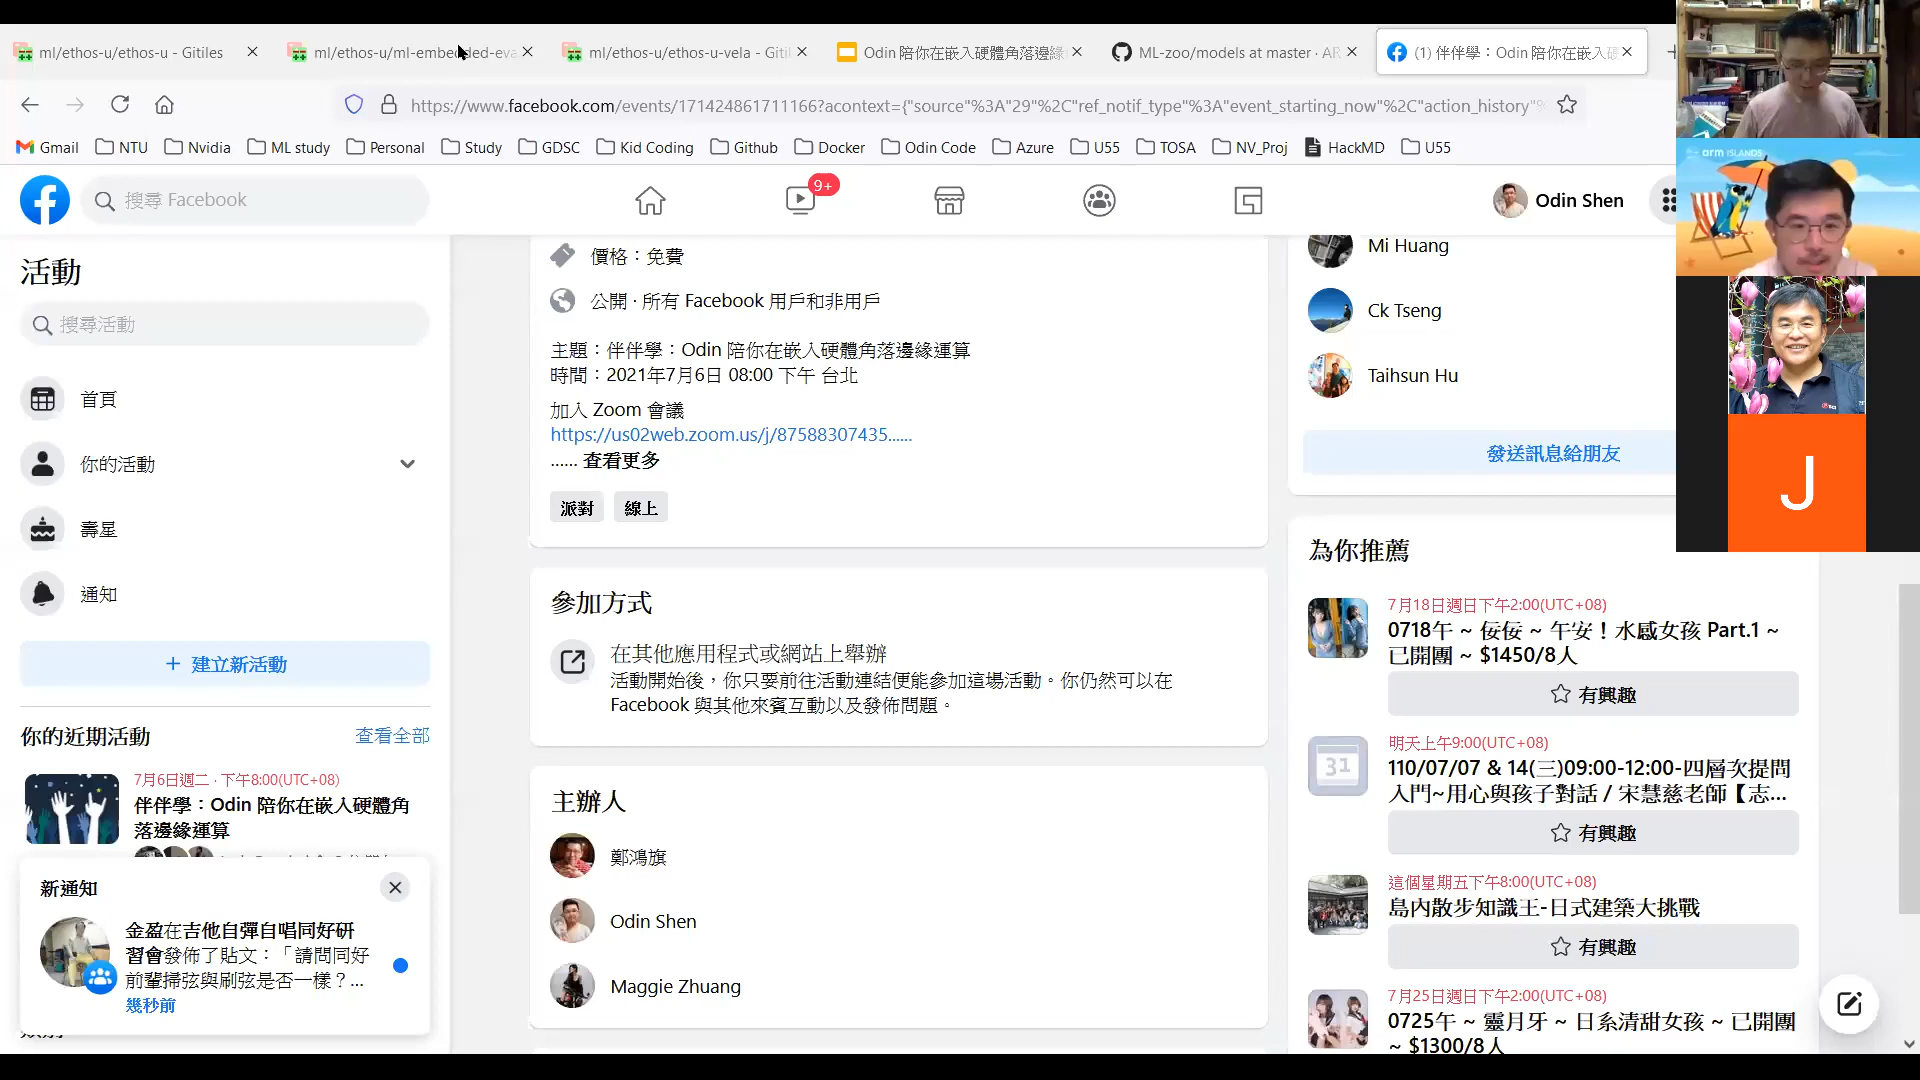 ml/ethos-u/ethos-u - Gitiles
ml/ethos-u/ml-embedded-eva
ml/ethos-u/ethos-u-vela - Gitil
Odin 陪你在嵌入硬體角落邊緣
ML-zoo/models at master · AR
(1) 伴伴學：Odin 陪你在嵌入硬
https://www.facebook.com/events/171424861711166?acontext={"source"%3A"29"%2C"ref_notif_type"%3A"event_starting_now"%2C"action_history"%
Gmail
NTU
Nvidia
ML study
Personal
Study
GDSC
Kid Coding
Github
Docker
Odin Code
Azure
U55
TOSA
NV_Proj
HackMD
U55
搜尋 Facebook
9+
Odin Shen
arm ISLANDS
J
活動
搜尋活動
首頁
你的活動
壽星
通知
+ 建立新活動
你的近期活動
查看全部
7月6日週二 · 下午8:00(UTC+08)
伴伴學：Odin 陪你在嵌入硬體角
落邊緣運算
新通知
金盈在吉他自彈自唱同好研
習會發佈了貼文：「請問同好
前輩掃弦與刷弦是否一樣？...
幾秒前
價格：免費
公開 · 所有 Facebook 用戶和非用戶
主題：伴伴學：Odin 陪你在嵌入硬體角落邊緣運算
時間：2021年7月6日 08:00 下午 台北
加入 Zoom 會議
https://us02web.zoom.us/j/87588307435......
...... 查看更多
派對
線上
參加方式
在其他應用程式或網站上舉辦
活動開始後，你只要前往活動連結便能參加這場活動。你仍然可以在
Facebook 與其他來賓互動以及發佈問題。
主辦人
鄭鴻旗
Odin Shen
Maggie Zhuang
Mi Huang
Ck Tseng
Taihsun Hu
發送訊息給朋友
為你推薦
7月18日週日下午2:00(UTC+08)
0718午 ~ 佞佞 ~ 午安！水感女孩 Part.1 ~
已開團 ~ $1450/8人
有興趣
31
明天上午9:00(UTC+08)
110/07/07 & 14(三)09:00-12:00-四層次提問
入門~用心與孩子對話 / 宋慧慈老師【志...
有興趣
這個星期五下午8:00(UTC+08)
島內散步知識王-日式建築大挑戰
有興趣
7月25日週日下午2:00(UTC+08)
0725午 ~ 靈月牙 ~ 日系清甜女孩 ~ 已開團
~ $1300/8人